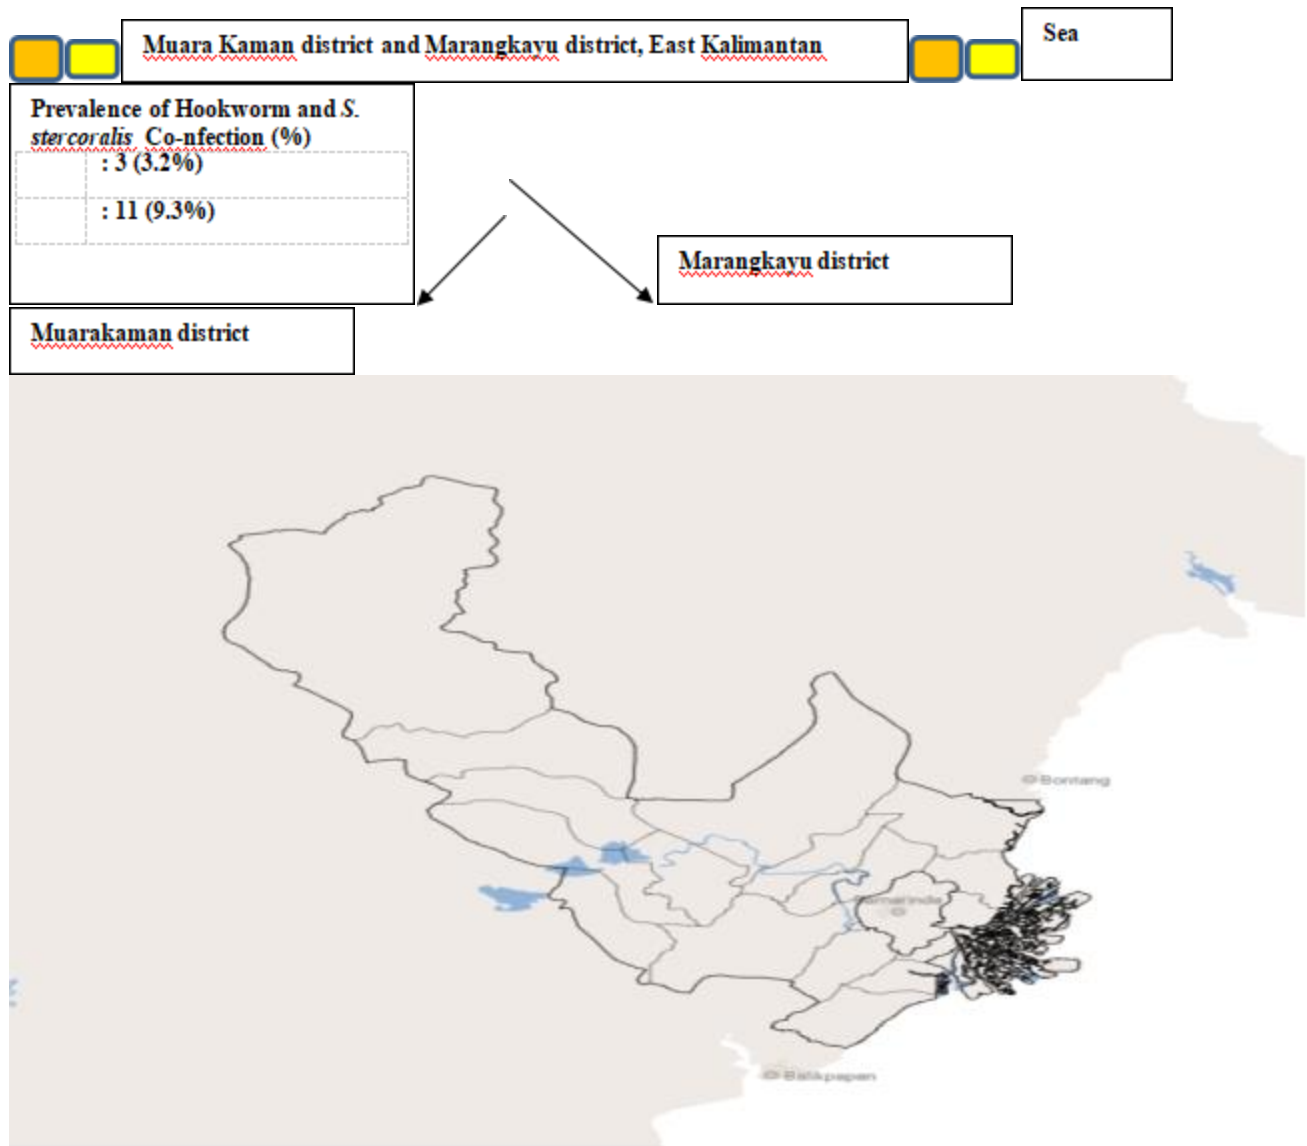 Muara Kaman district and Marangkayu district, East Kalimantan
Sea
Prevalence of Hookworm and S.
stercoralis Co-nfection (%)
: 3 (3.2%)
: 11 (9.3%)
Marangkayu district
Muarakaman district
Bontang
Samarinda
Balikpapan